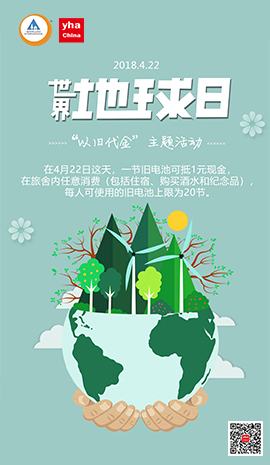 yha
China
2018.4.22
世界地球日
“以旧代金” 主题活动
在4月22日这天，一节旧电池可抵1元现金，
在旅舍内任意消费（包括住宿、购买酒水和纪念品），
每人可使用的旧电池上限为20节。